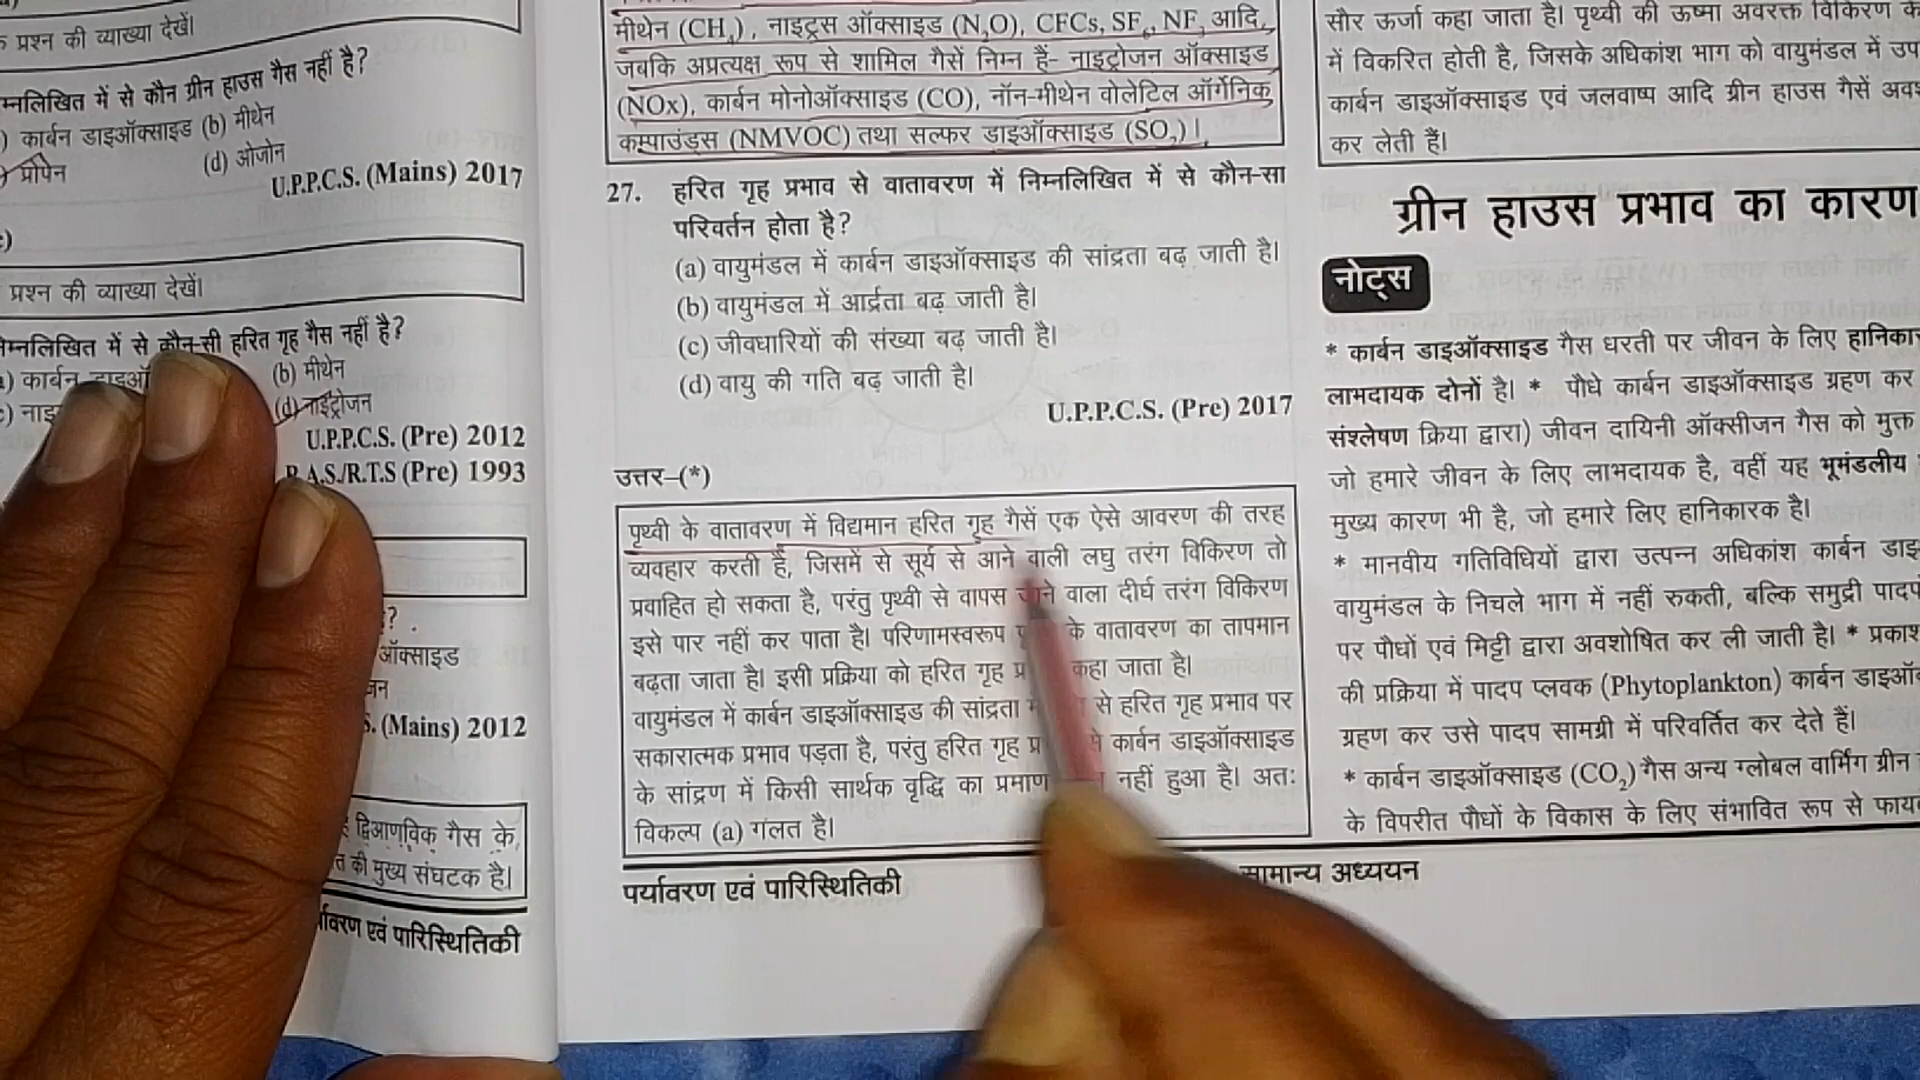 क प्रश्न की व्याख्या देखें।
म्नलिखित में से कौन ग्रीन हाउस गैस नहीं है?
) कार्बन डाइऑक्साइड (b) मीथेन
प्रोपेन (d) ओजोन
U.P.P.C.S. (Mains) 2017
प्रश्न की व्याख्या देखें।
नेम्नलिखित में से कौन-सी हरित गृह गैस नहीं है?
) कार्बन (b) मीथेन
(d) नाइट्रोजन
U.P.P.C.S. (Pre) 2012
R.A.S./R.T.S (Pre) 1993
?
ऑक्साइड
जन
S. (Mains) 2012
द्विआणविक गैस के
त की मुख्य संघटक है।
र्यावरण एवं पारिस्थितिकी
मीथेन (CH₄), नाइट्रस ऑक्साइड (N₂O), CFCs, SF₆, NF₃ आदि,
जबकि अप्रत्यक्ष रूप से शामिल गैसें निम्न हैं- नाइट्रोजन ऑक्साइड
(NOx), कार्बन मोनोऑक्साइड (CO), नॉन-मीथेन वोलेटिल ऑर्गेनिक
कम्पाउंड्स (NMVOC) तथा सल्फर डाइऑक्साइड (SO₂)।
27. हरित गृह प्रभाव से वातावरण में निम्नलिखित में से कौन-सा
परिवर्तन होता है?
(a) वायुमंडल में कार्बन डाइऑक्साइड की सांद्रता बढ़ जाती है।
(b) वायुमंडल में आर्द्रता बढ़ जाती है।
(c) जीवधारियों की संख्या बढ़ जाती है।
(d) वायु की गति बढ़ जाती है।
U.P.P.C.S. (Pre) 2017
उत्तर–(*)
पृथ्वी के वातावरण में विद्यमान हरित गृह गैसें एक ऐसे आवरण की तरह
व्यवहार करती हैं, जिसमें से सूर्य से आने वाली लघु तरंग विकिरण तो
प्रवाहित हो सकता है, परंतु पृथ्वी से वापस जाने वाला दीर्घ तरंग विकिरण
इसे पार नहीं कर पाता है। परिणामस्वरूप के वातावरण का तापमान
बढ़ता जाता है। इसी प्रक्रिया को हरित गृह कहा जाता है।
वायुमंडल में कार्बन डाइऑक्साइड की सांद्रता से हरित गृह प्रभाव पर
सकारात्मक प्रभाव पड़ता है, परंतु हरित गृह कार्बन डाइऑक्साइड
के सांद्रण में किसी सार्थक वृद्धि का प्रमाण नहीं हुआ है। अतः
विकल्प (a) गलत है।
पर्यावरण एवं पारिस्थितिकी
सामान्य अध्ययन
सौर ऊर्जा कहा जाता है। पृथ्वी की ऊष्मा अवरक्त विकिरण के
में विकरित होती है, जिसके अधिकांश भाग को वायुमंडल में उप
कार्बन डाइऑक्साइड एवं जलवाष्प आदि ग्रीन हाउस गैसें अवश
कर लेती हैं।
ग्रीन हाउस प्रभाव का कारण
नोट्स
* कार्बन डाइऑक्साइड गैस धरती पर जीवन के लिए हानिकार
लाभदायक दोनों है। * पौधे कार्बन डाइऑक्साइड ग्रहण कर
संश्लेषण क्रिया द्वारा) जीवन दायिनी ऑक्सीजन गैस को मुक्त
जो हमारे जीवन के लिए लाभदायक है, वहीं यह भूमंडलीय
मुख्य कारण भी है, जो हमारे लिए हानिकारक है।
* मानवीय गतिविधियों द्वारा उत्पन्न अधिकांश कार्बन डाइ
वायुमंडल के निचले भाग में नहीं रुकती, बल्कि समुद्री पादप
पर पौधों एवं मिट्टी द्वारा अवशोषित कर ली जाती है। * प्रकाश
की प्रक्रिया में पादप प्लवक (Phytoplankton) कार्बन डाइऑ
ग्रहण कर उसे पादप सामग्री में परिवर्तित कर देते हैं।
* कार्बन डाइऑक्साइड (CO₂) गैस अन्य ग्लोबल वार्मिंग ग्रीन
के विपरीत पौधों के विकास के लिए संभावित रूप से फाय